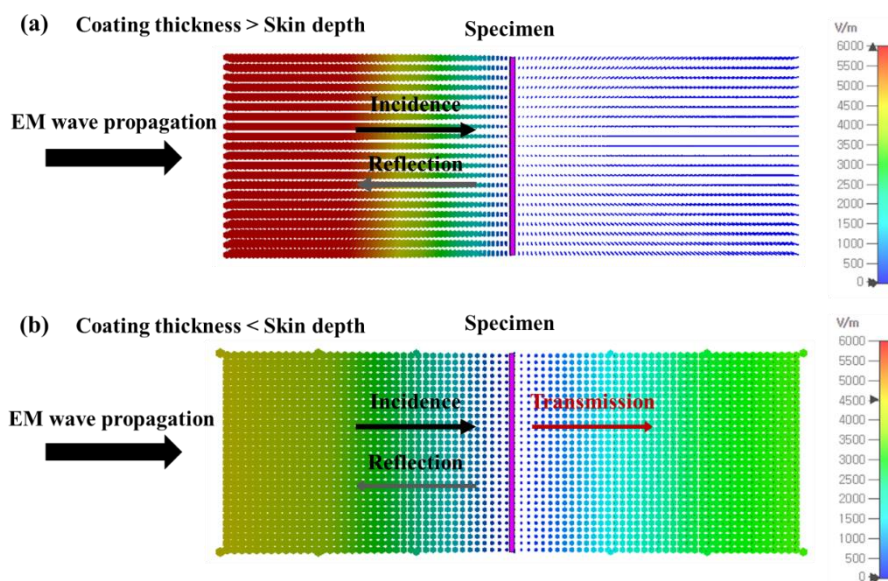 (a) Coating thickness > Skin depth
Specimen
V/m
6000
5500
5000
4500
4000
3500
3000
2500
2000
1500
1000
500
0
EM wave propagation
Incidence
Reflection
(b) Coating thickness < Skin depth
Specimen
V/m
6000
5500
5000
4500
4000
3500
3000
2500
2000
1500
1000
500
0
EM wave propagation
Incidence
Transmission
Reflection